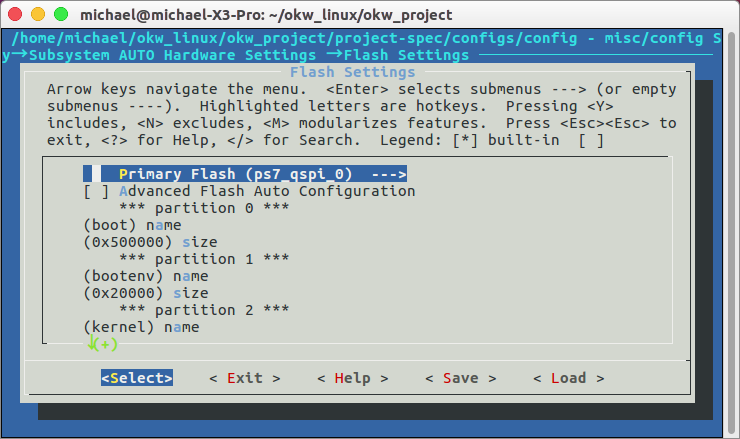 michael@michael-X3-Pro: ~/okw_linux/okw_project
/home/michael/okw_linux/okw_project/project-spec/configs/config - misc/config S
y→Subsystem AUTO Hardware Settings →Flash Settings
Flash Settings
Arrow keys navigate the menu.  <Enter> selects submenus ---> (or empty
submenus ----).  Highlighted letters are hotkeys.  Pressing <Y>
includes, <N> excludes, <M> modularizes features.  Press <Esc><Esc> to
exit, <?> for Help, </> for Search.  Legend: [*] built-in  [ ]
Primary Flash (ps7_qspi_0)  --->
[ ] Advanced Flash Auto Configuration
*** partition 0 ***
(boot) name
(0x500000) size
*** partition 1 ***
(bootenv) name
(0x20000) size
*** partition 2 ***
(kernel) name
↓(+)
<Select>    < Exit >    < Help >    < Save >    < Load >